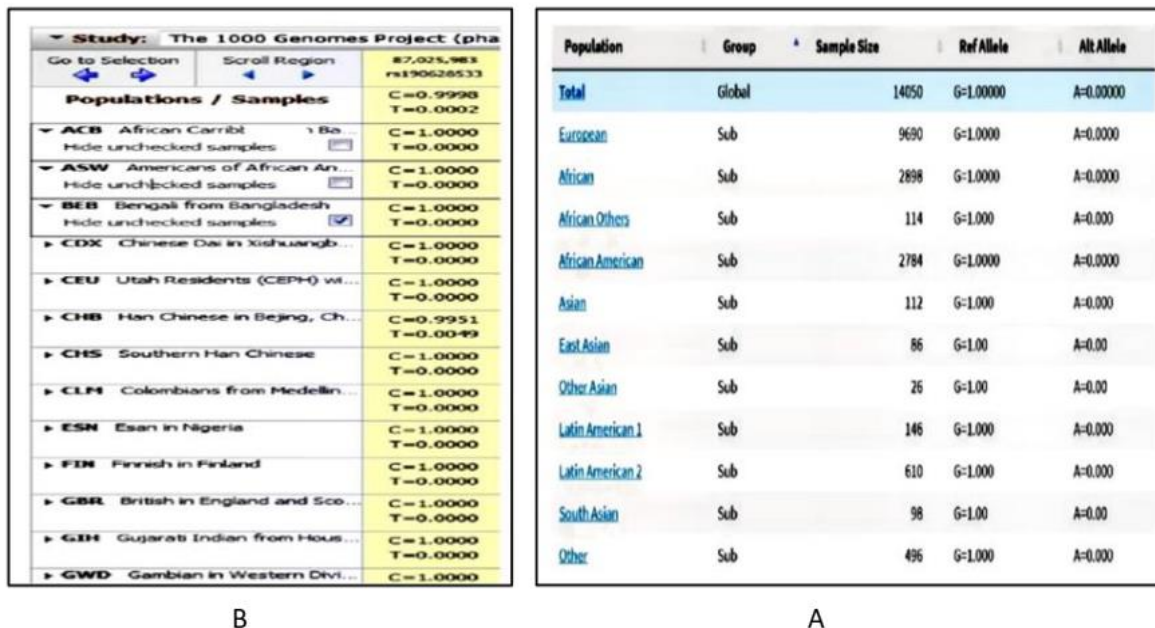 Study: The 1000 Genomes Project (pha
Go to Selection Scroll Region 87,025,983
rs190628533
Populations / Samples C=0.9998
T=0.0002
ACB African Carribb Ba... C=1.0000
Hide unchecked samples T=0.0000
ASW Americans of African An... C=1.0000
Hide unchecked samples T=0.0000
BEB Bengali from Bangladesh C=1.0000
Hide unchecked samples T=0.0000
CDX Chinese Dai in Xishuangb... C=1.0000
T=0.0000
CEU Utah Residents (CEPH) wi... C=1.0000
T=0.0000
CHB Han Chinese in Bejing, Ch... C=0.9951
T=0.0049
CHS Southern Han Chinese C=1.0000
T=0.0000
CLM Colombians from Medellin... C=1.0000
T=0.0000
ESN Esan in Nigeria C=1.0000
T=0.0000
FIN Finnish in Finland C=1.0000
T=0.0000
GBR British in England and Sco... C=1.0000
T=0.0000
GIH Gujarati Indian from Hous... C=1.0000
T=0.0000
GWD Gambian in Western Divi... C=1.0000
B
Population Group Sample Size Ref Allele Alt Allele
Total Global 14050 G=1.00000 A=0.00000
European Sub 9690 G=1.0000 A=0.0000
African Sub 2898 G=1.0000 A=0.0000
African Others Sub 114 G=1.000 A=0.000
African American Sub 2784 G=1.0000 A=0.0000
Asian Sub 112 G=1.000 A=0.000
East Asian Sub 86 G=1.00 A=0.00
Other Asian Sub 26 G=1.00 A=0.00
Latin American 1 Sub 146 G=1.000 A=0.000
Latin American 2 Sub 610 G=1.000 A=0.000
South Asian Sub 98 G=1.00 A=0.00
Other Sub 496 G=1.000 A=0.000
A